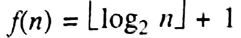 f(n) = ⌊log₂ n⌋ + 1